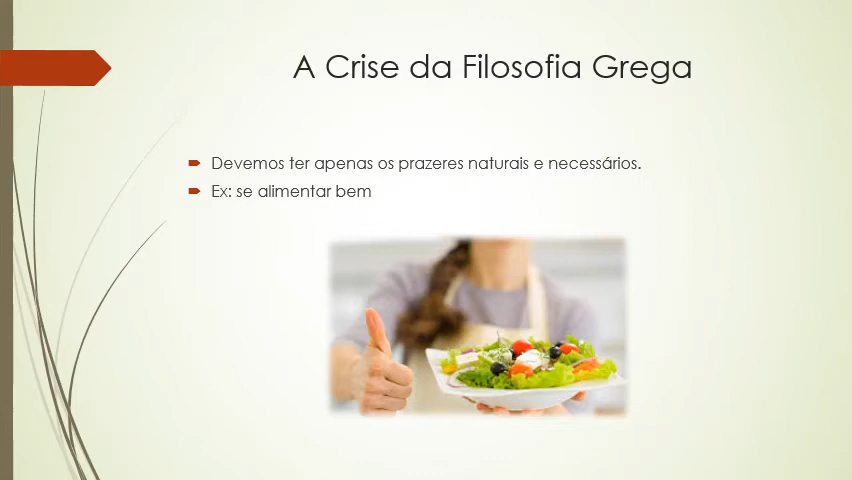 A Crise da Filosofia Grega
Devemos ter apenas os prazeres naturais e necessários.
Ex: se alimentar bem